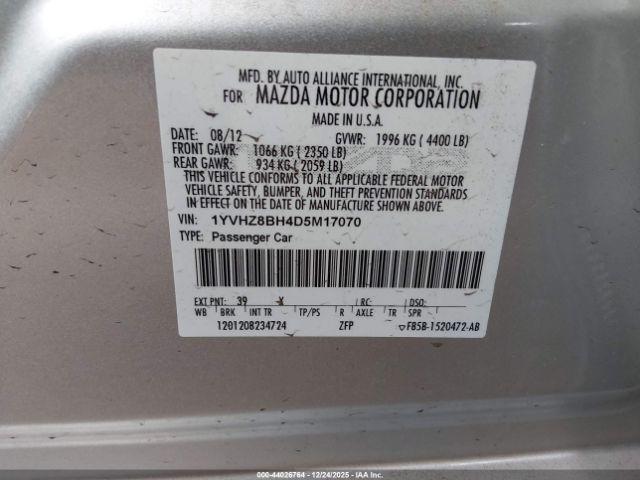 MFD. BY AUTO ALLIANCE INTERNATIONAL, INC.
FOR MAZDA MOTOR CORPORATION
MADE IN U.S.A.
DATE: 08/12 GVWR: 1996 KG ( 4400 LB)
FRONT GAWR: 1066 KG ( 2350 LB)
REAR GAWR: 934 KG ( 2059 LB)
THIS VEHICLE CONFORMS TO ALL APPLICABLE FEDERAL MOTOR
VEHICLE SAFETY, BUMPER, AND THEFT PREVENTION STANDARDS
IN EFFECT ON THE DATE OF MANUFACTURE SHOWN ABOVE.
VIN: 1YVHZ8BH4D5M17070
TYPE: Passenger Car
EXT PNT: 39 X RC: DSO:
WB BRK INT TR TP/PS R AXLE TR SPR
1201208234724 ZFP F85B-1520472-AB
000-44026764 - 12/24/2025 - IAAI